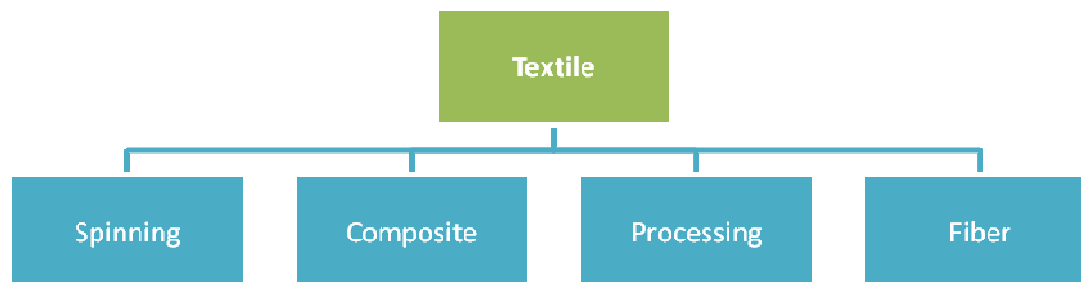 Textile
Spinning
Composite
Processing
Fiber